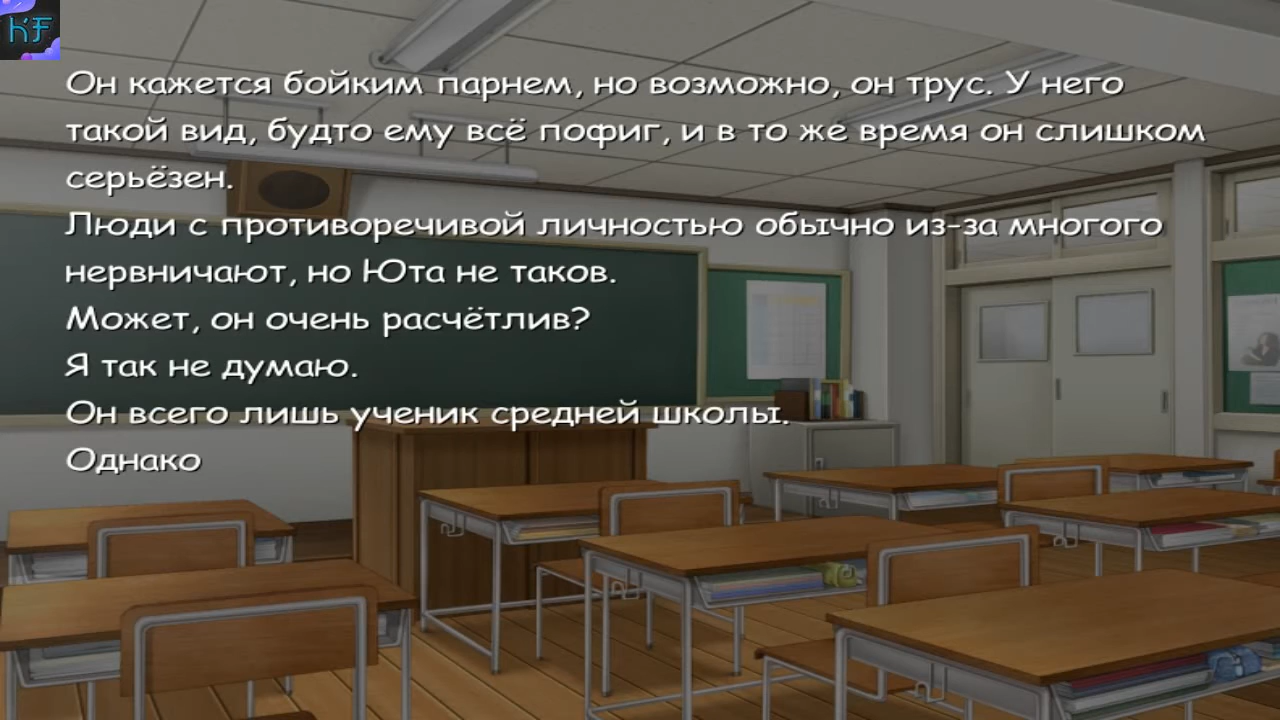 KF
Он кажется бойким парнем, но возможно, он трус. У него
такой вид, будто ему всё пофиг, и в то же время он слишком
серьёзен.
Люди с противоречивой личностью обычно из-за многого
нервничают, но Юта не таков.
Может, он очень расчётлив?
Я так не думаю.
Он всего лишь ученик средней школы.
Однако